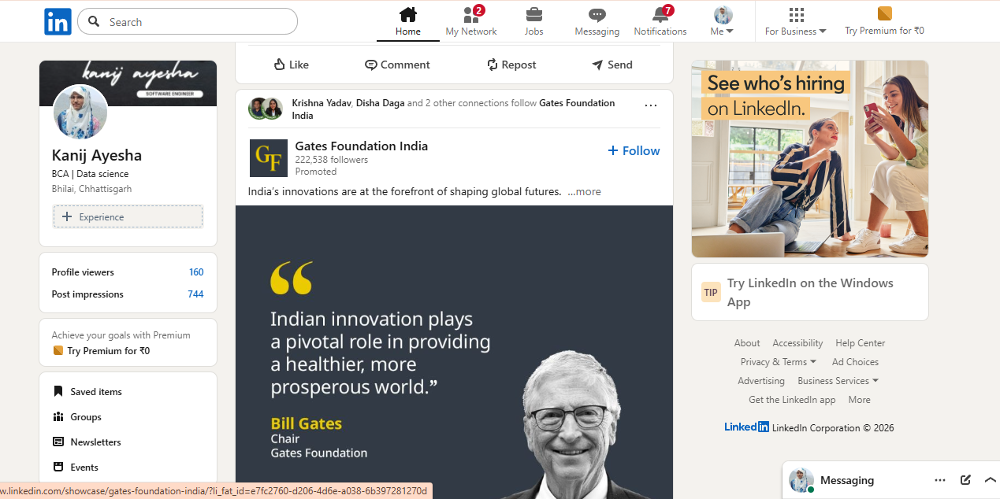 in
Search
Home
2
My Network
Jobs
Messaging
7
Notifications
Me
For Business
Try Premium for ₹0
kanij ayesha
SOFTWARE ENGINEER
Kanij Ayesha
BCA | Data science
Bhilai, Chhattisgarh
+ Experience
Profile viewers 160
Post impressions 744
Achieve your goals with Premium
Try Premium for ₹0
Saved items
Groups
Newsletters
Events
w.linkedin.com/showcase/gates-foundation-india/?li_fat_id=e7fc2760-d206-4d6e-a038-6b397281270d
Like
Comment
Repost
Send
Krishna Yadav, Disha Daga and 2 other connections follow Gates Foundation
India
GF
Gates Foundation India
222,538 followers
Promoted
+ Follow
India’s innovations are at the forefront of shaping global futures. ...more
“
Indian innovation plays
a pivotal role in providing
a healthier, more
prosperous world.”
Bill Gates
Chair
Gates Foundation
See who’s hiring
on LinkedIn.
TIP
Try LinkedIn on the Windows
App
About Accessibility Help Center
Privacy & Terms Ad Choices
Advertising Business Services
Get the LinkedIn app More
LinkedIn LinkedIn Corporation © 2026
Messaging